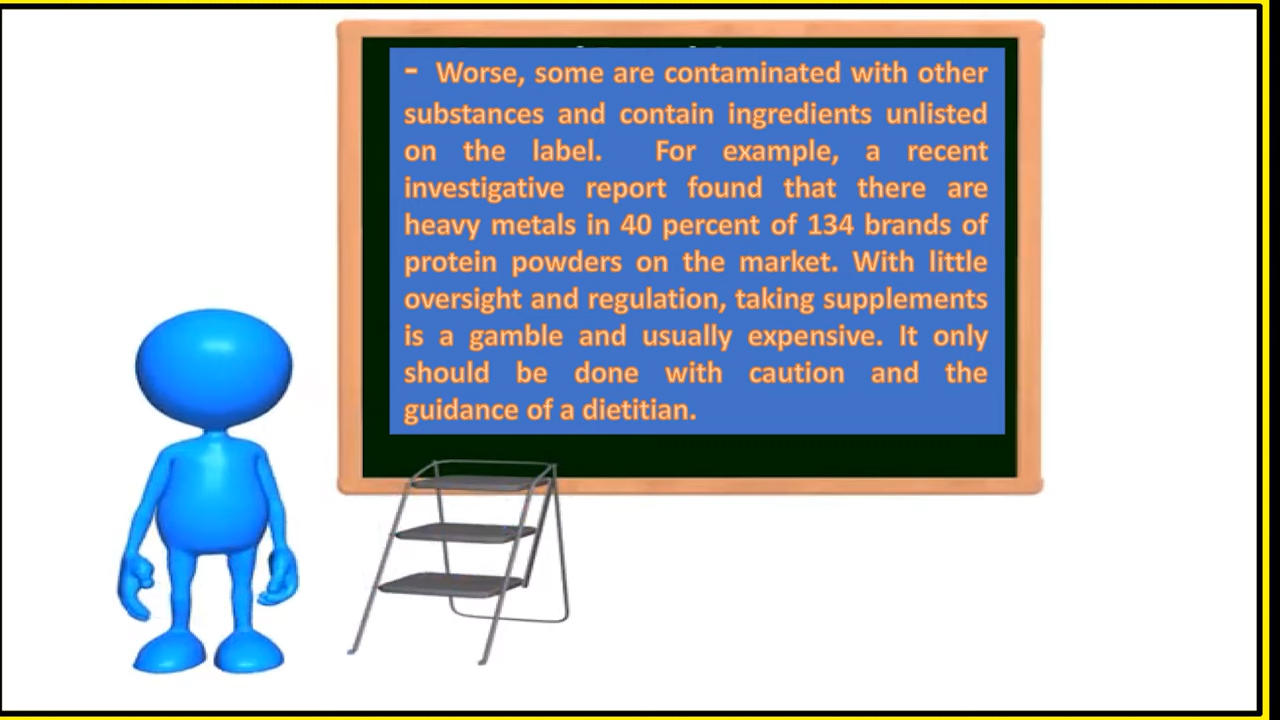 - Worse, some are contaminated with other
substances and contain ingredients unlisted
on the label. For example, a recent
investigative report found that there are
heavy metals in 40 percent of 134 brands of
protein powders on the market. With little
oversight and regulation, taking supplements
is a gamble and usually expensive. It only
should be done with caution and the
guidance of a dietitian.